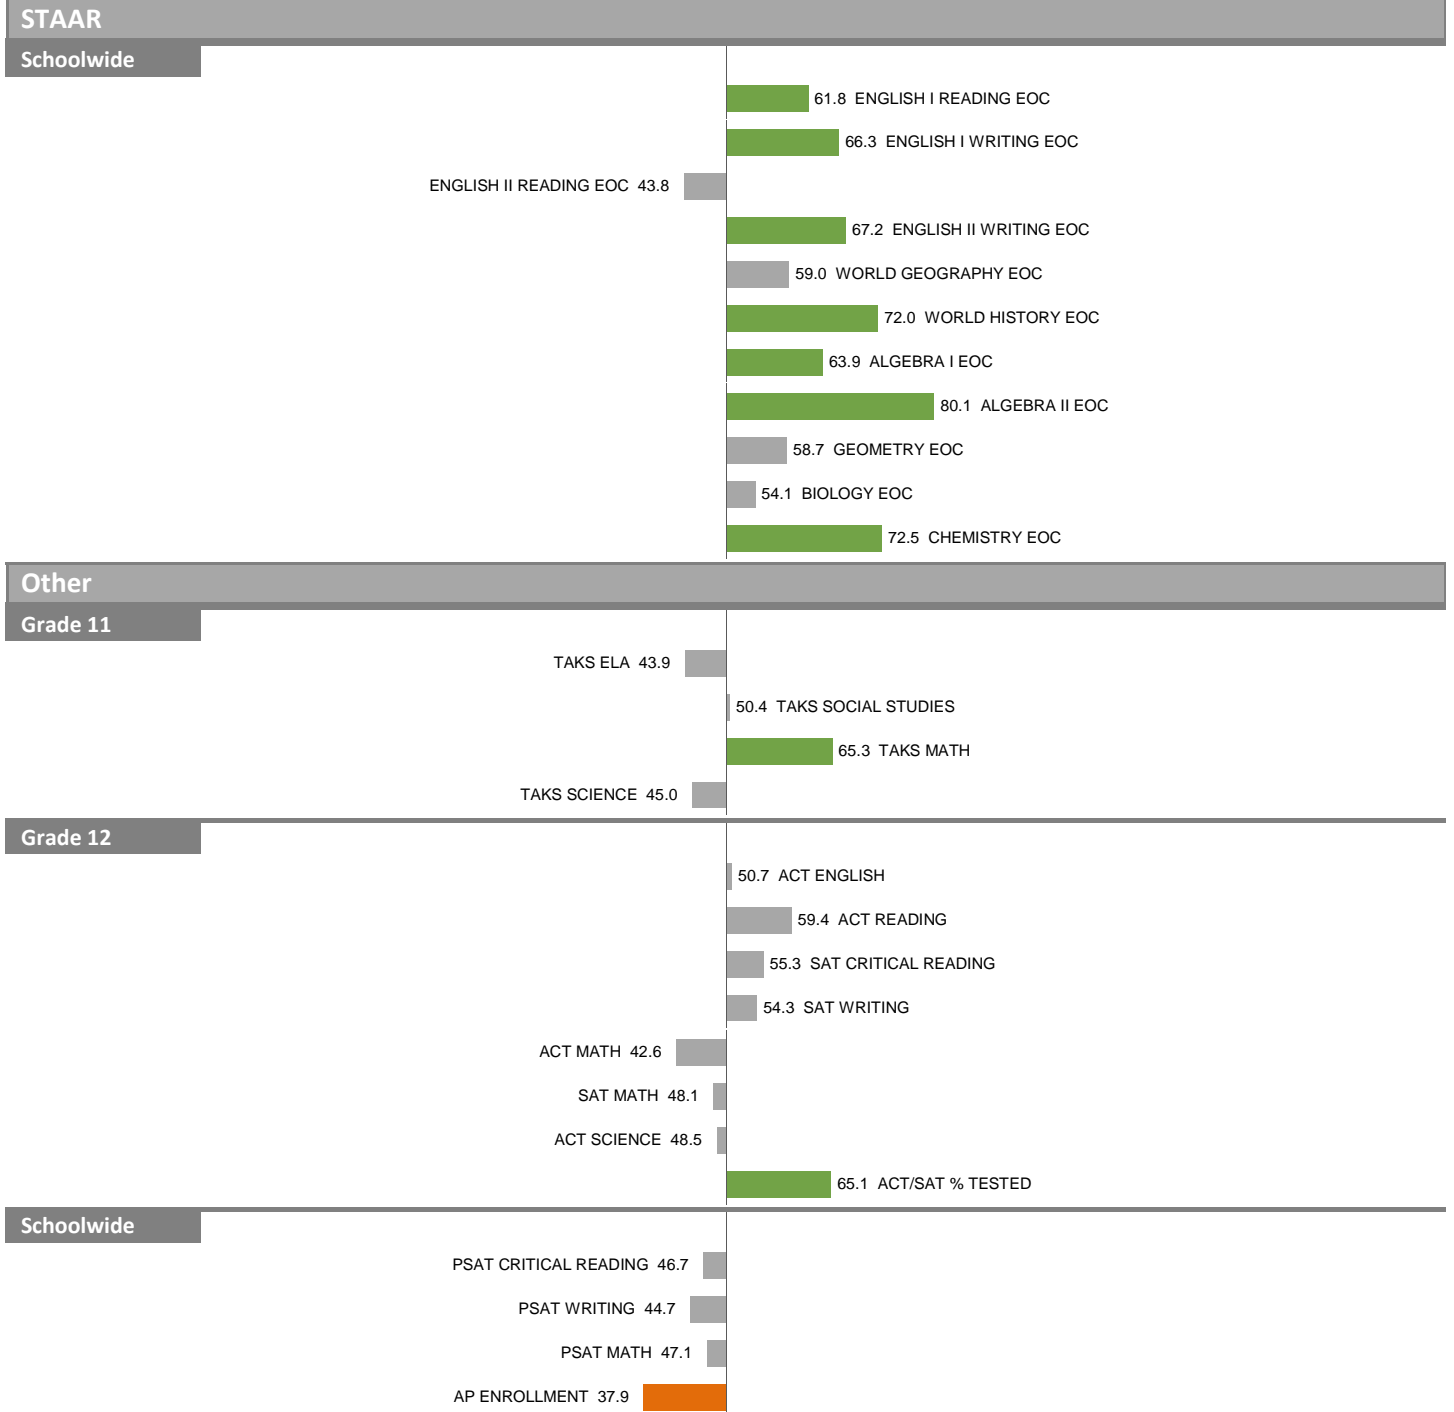 STAAR
Schoolwide
61.8 ENGLISH I READING EOC
66.3 ENGLISH I WRITING EOC
ENGLISH II READING EOC 43.8
67.2 ENGLISH II WRITING EOC
59.0 WORLD GEOGRAPHY EOC
72.0 WORLD HISTORY EOC
63.9 ALGEBRA I EOC
80.1 ALGEBRA II EOC
58.7 GEOMETRY EOC
54.1 BIOLOGY EOC
72.5 CHEMISTRY EOC
Other
Grade 11
TAKS ELA 43.9
50.4 TAKS SOCIAL STUDIES
65.3 TAKS MATH
TAKS SCIENCE 45.0
Grade 12
50.7 ACT ENGLISH
59.4 ACT READING
55.3 SAT CRITICAL READING
54.3 SAT WRITING
ACT MATH 42.6
SAT MATH 48.1
ACT SCIENCE 48.5
65.1 ACT/SAT % TESTED
Schoolwide
PSAT CRITICAL READING 46.7
PSAT WRITING 44.7
PSAT MATH 47.1
AP ENROLLMENT 37.9